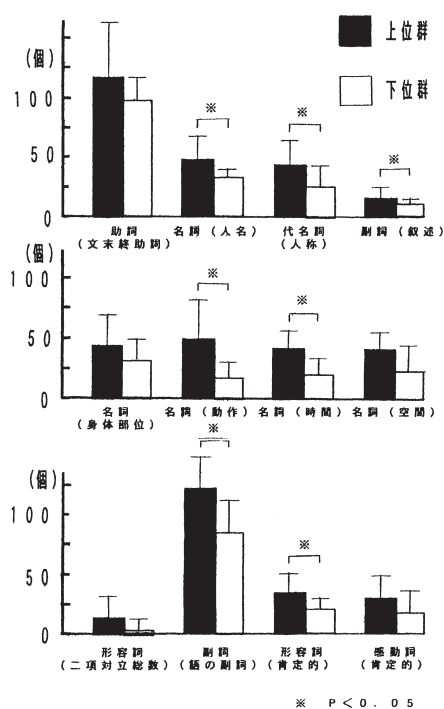 (個)
上位群
下位群
100
50
0
※
※
※
助詞
(文末終助詞)
名詞(人名)
代名詞
(人称)
副詞(叙述)
(個)
100
50
0
※
※
名詞
(身体部位)
名詞(動作)
名詞(時間)
名詞(空間)
(個)
100
50
0
※
※
形容詞
(二項対立総数)
副詞
(語の副詞)
形容詞
(肯定的)
感動詞
(肯定的)
※ P<0.05